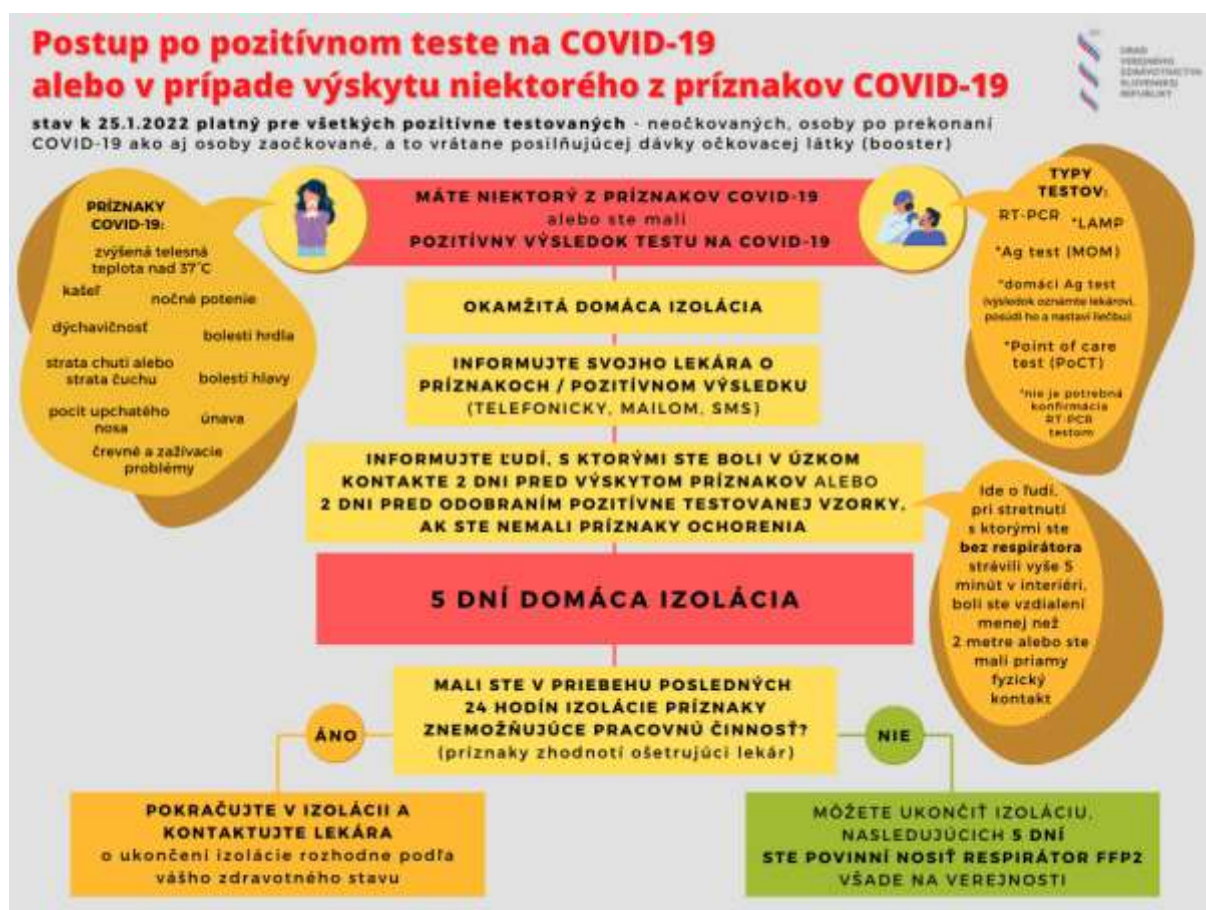 Postup po pozitívnom teste na COVID-19
alebo v prípade výskytu niektorého z príznakov COVID-19
stav k 25.1.2022 platný pre všetkých pozitívne testovaných - neočkovaných, osoby po prekonaní
COVID-19 ako aj osoby zaočkované, a to vrátane posilňujúcej dávky očkovacej látky (booster)
ÚRAD
VEREJNÉHO
ZDRAVOTNÍCTVA
SLOVENSKEJ
REPUBLIKY
PRÍZNAKY
COVID-19:
zvýšená telesná
teplota nad 37°C
kašeľ
nočné potenie
dýchavičnosť
bolesti hrdla
strata chuti alebo
strata čuchu
bolesti hlavy
pocit upchatého
nosa
únava
črevné a zažívacie
problémy
MÁTE NIEKTORÝ Z PRÍZNAKOV COVID-19
alebo ste mali
POZITÍVNY VÝSLEDOK TESTU NA COVID-19
TYPY
TESTOV:
RT-PCR
*LAMP
*Ag test (MOM)
*domáci Ag test
(výsledok oznámte lekárovi,
posúdi ho a nastaví liečbu)
*Point of care
test (PoCT)
*nie je potrebná
konfirmácia
RT-PCR
testom
OKAMŽITÁ DOMÁCA IZOLÁCIA
INFORMUJTE SVOJHO LEKÁRA O
PRÍZNAKOCH / POZITÍVNOM VÝSLEDKU
(TELEFONICKY, MAILOM, SMS)
INFORMUJTE ĽUDÍ, S KTORÝMI STE BOLI V ÚZKOM
KONTAKTE 2 DNI PRED VÝSKYTOM PRÍZNAKOV ALEBO
2 DNI PRED ODOBRANÍM POZITÍVNE TESTOVANEJ VZORKY,
AK STE NEMALI PRÍZNAKY OCHORENIA
Ide o ľudí,
pri stretnutí
s ktorými ste
bez respirátora
strávili vyše 5
minút v interiéri,
boli ste vzdialení
menej než
2 metre alebo ste
mali priamy
fyzický
kontakt
5 DNÍ DOMÁCA IZOLÁCIA
MALI STE V PRIEBEHU POSLEDNÝCH
24 HODÍN IZOLÁCIE PRÍZNAKY
ZNEMOŽŇUJÚCE PRACOVNÚ ČINNOSŤ?
(príznaky zhodnotí ošetrujúci lekár)
ÁNO
NIE
POKRAČUJTE V IZOLÁCII A
KONTAKTUJTE LEKÁRA
o ukončení izolácie rozhodne podľa
vášho zdravotného stavu
MÔŽETE UKONČIŤ IZOLÁCIU,
NASLEDUJÚCICH 5 DNÍ
STE POVINNÍ NOSIŤ RESPIRÁTOR FFP2
VŠADE NA VEREJNOSTI